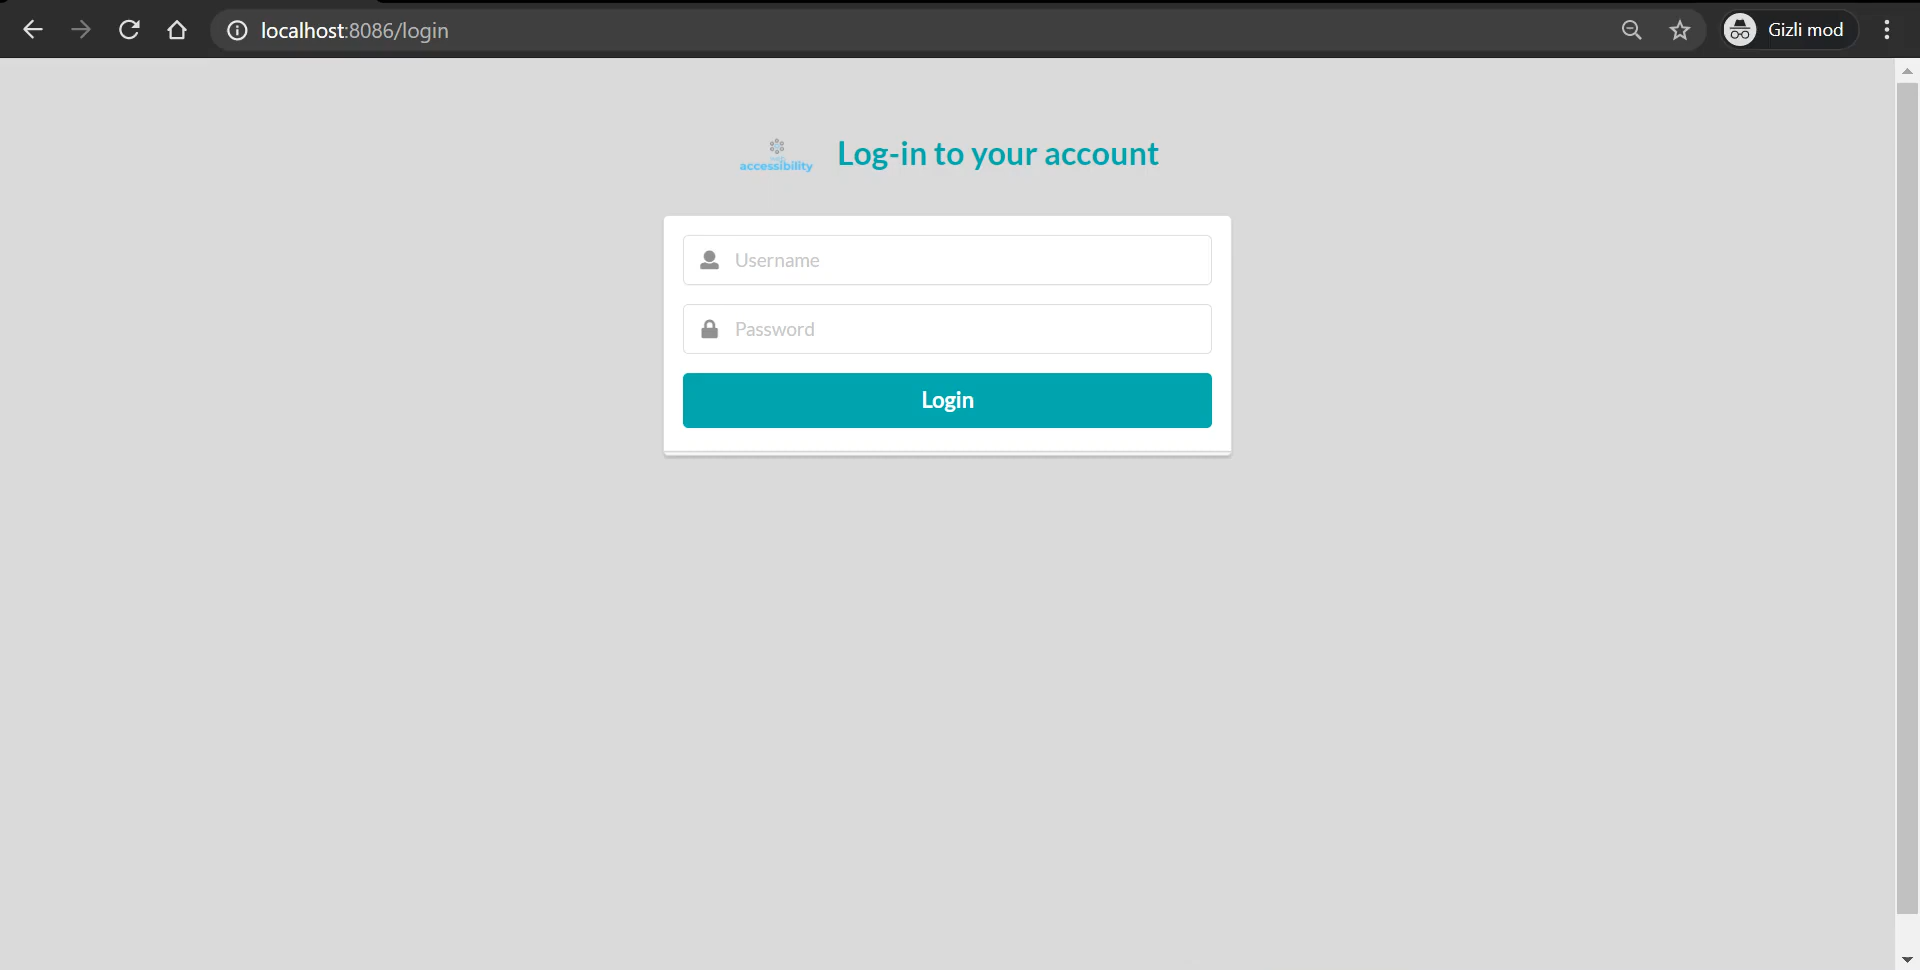 localhost:8086/login
Gizli mod
accessibility
Log-in to your account
Username
Password
Login